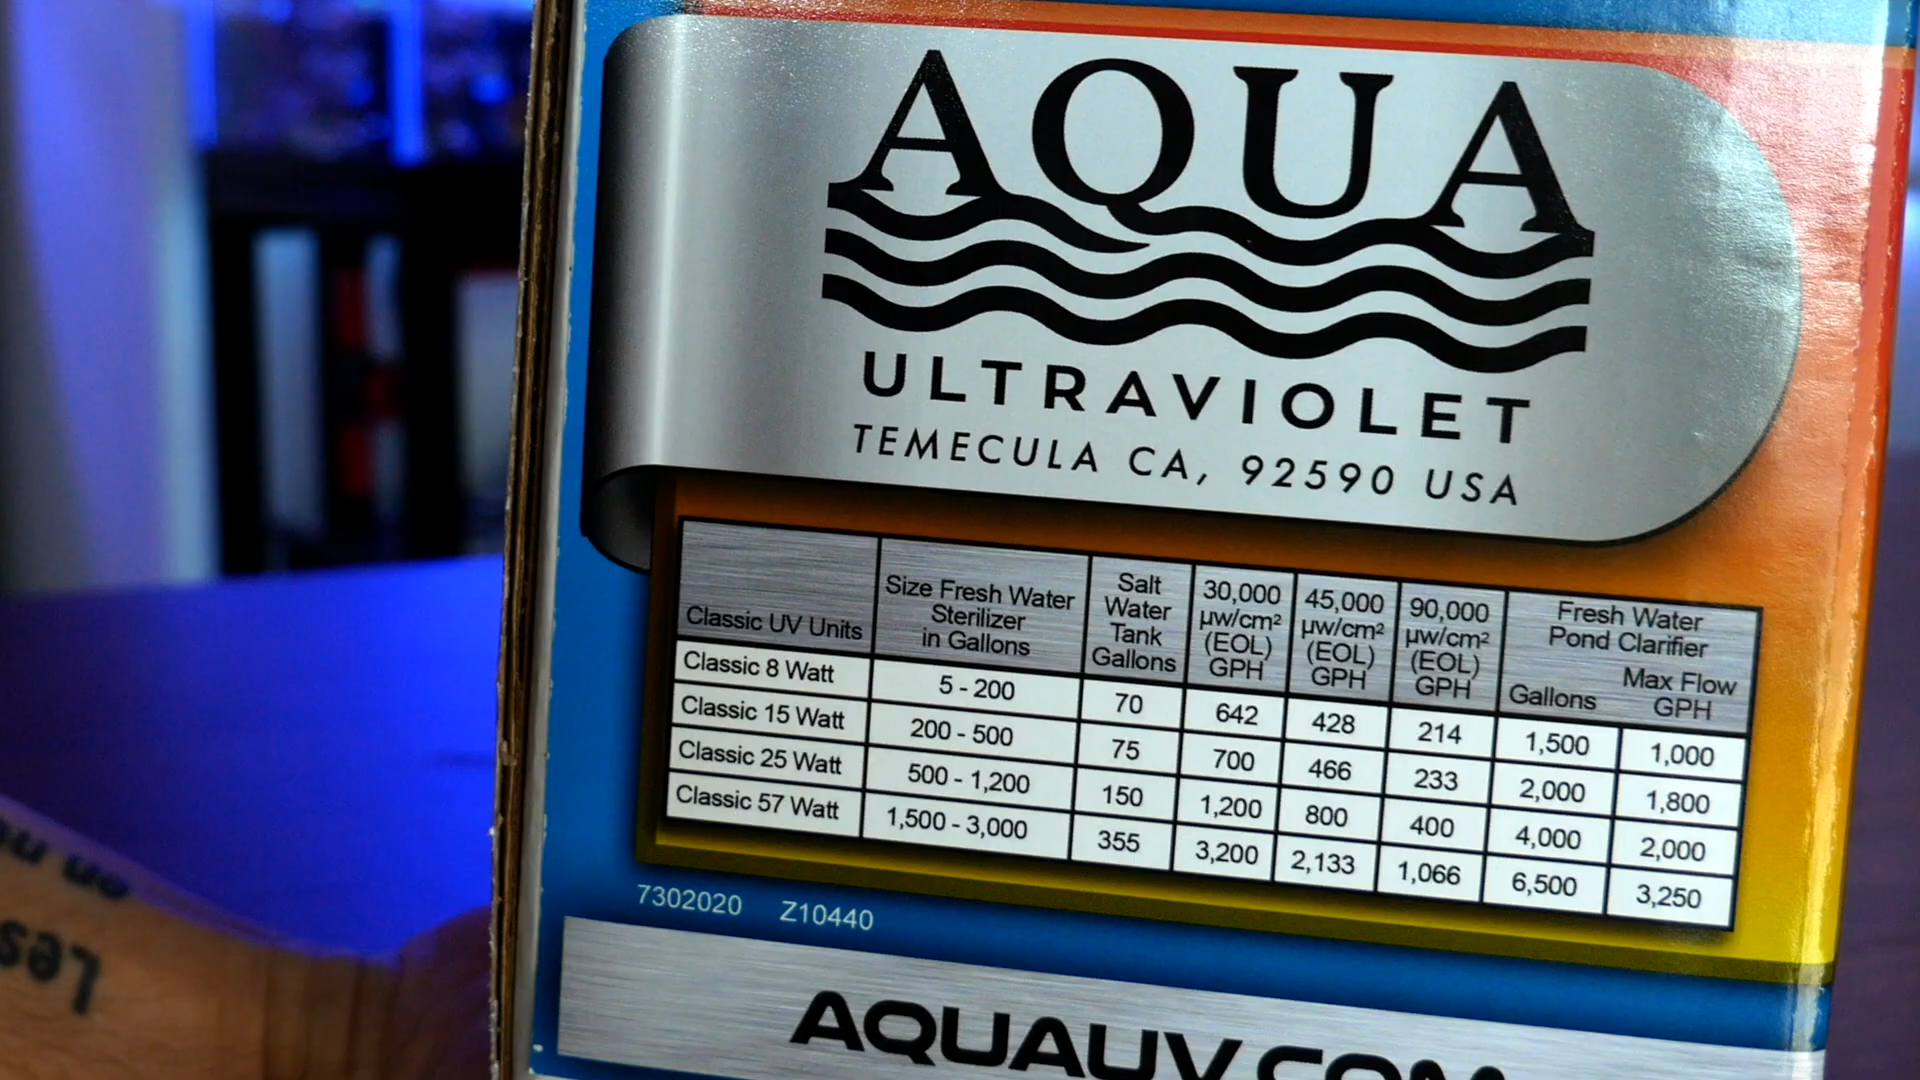 AQUA
ULTRAVIOLET
TEMECULA CA, 92590 USA
Classic UV Units
Size Fresh Water
Sterilizer
in Gallons
Salt
Water
Tank
Gallons
30,000
µw/cm²
(EOL)
GPH
45,000
µw/cm²
(EOL)
GPH
90,000
µw/cm²
(EOL)
GPH
Fresh Water
Pond Clarifier
Gallons
Max Flow
GPH
Classic 8 Watt 5 - 200 70 642 428 214 1,500 1,000
Classic 15 Watt 200 - 500 75 700 466 233 2,000 1,800
Classic 25 Watt 500 - 1,200 150 1,200 800 400 4,000 2,000
Classic 57 Watt 1,500 - 3,000 355 3,200 2,133 1,066 6,500 3,250
7302020 Z10440
AQUAUV.COM
Les